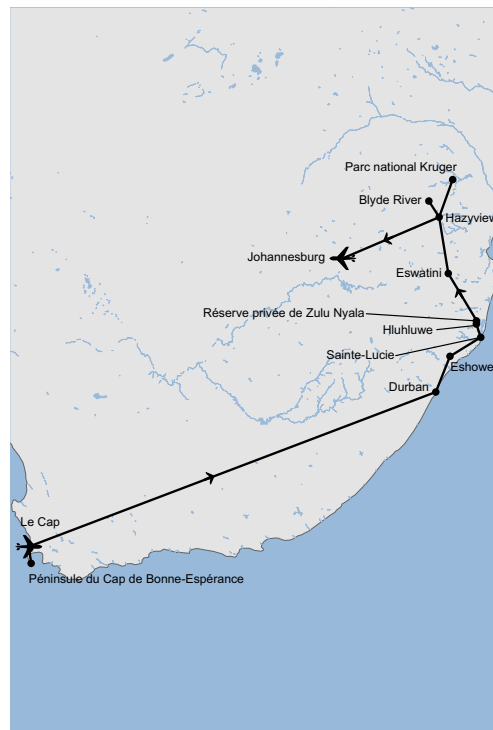 Parc national Kruger
Blyde River
Hazyview
Johannesburg
Eswatini
Réserve privée de Zulu Nyala
Hluhluwe
Sainte-Lucie
Eshowe
Durban
Le Cap
Péninsule du Cap de Bonne-Espérance